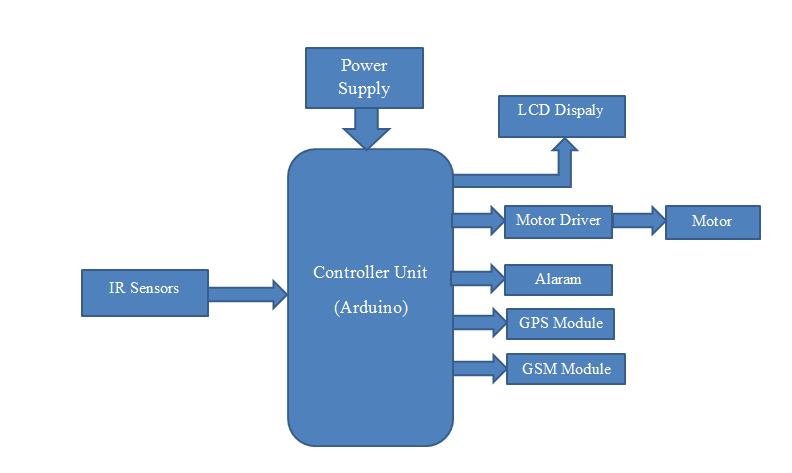 Power
Supply
LCD Dispaly
Motor Driver
Motor
Controller Unit
(Arduino)
IR Sensors
Alaram
GPS Module
GSM Module